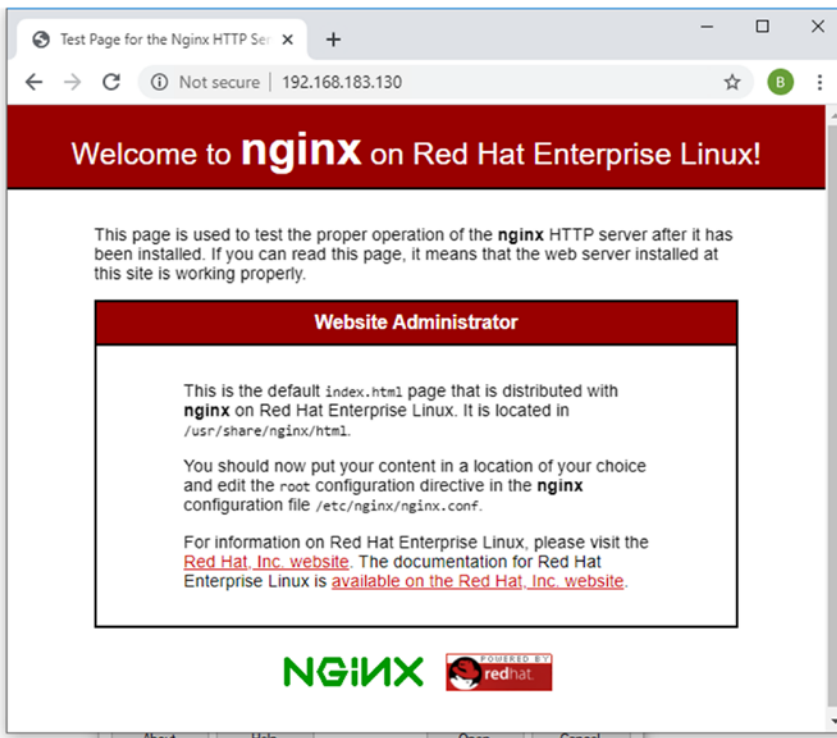 Test Page for the Nginx HTTP Ser
Not secure | 192.168.183.130
B
Welcome to nginx on Red Hat Enterprise Linux!
This page is used to test the proper operation of the nginx HTTP server after it has
been installed. If you can read this page, it means that the web server installed at
this site is working properly.
Website Administrator
This is the default index.html page that is distributed with
nginx on Red Hat Enterprise Linux. It is located in
/usr/share/nginx/html.
You should now put your content in a location of your choice
and edit the root configuration directive in the nginx
configuration file /etc/nginx/nginx.conf.
For information on Red Hat Enterprise Linux, please visit the
Red Hat, Inc. website. The documentation for Red Hat
Enterprise Linux is available on the Red Hat, Inc. website.
NGiNX
POWERED BY
redhat.
About Help Open Cancel